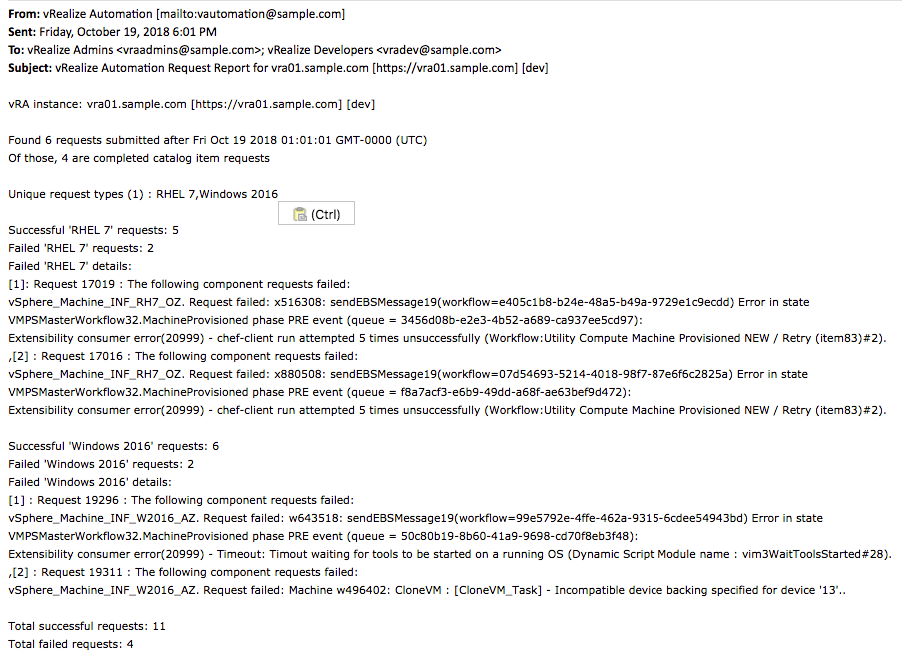 From: vRealize Automation [mailto:vautomation@sample.com]
Sent: Friday, October 19, 2018 6:01 PM
To: vRealize Admins <vraadmins@sample.com>; vRealize Developers <vradev@sample.com>
Subject: vRealize Automation Request Report for vra01.sample.com [https://vra01.sample.com] [dev]
vRA instance: vra01.sample.com [https://vra01.sample.com] [dev]
Found 6 requests submitted after Fri Oct 19 2018 01:01:01 GMT-0000 (UTC)
Of those, 4 are completed catalog item requests
Unique request types (1) : RHEL 7,Windows 2016
(Ctrl)
Successful 'RHEL 7' requests: 5
Failed 'RHEL 7' requests: 2
Failed 'RHEL 7' details:
[1]: Request 17019 : The following component requests failed:
vSphere_Machine_INF_RH7_OZ. Request failed: x516308: sendEBSMessage19(workflow=e405c1b8-b24e-48a5-b49a-9729e1c9ecdd) Error in state
VMPSMasterWorkflow32.MachineProvisioned phase PRE event (queue = 3456d08b-e2e3-4b52-a689-ca937ee5cd97):
Extensibility consumer error(20999) - chef-client run attempted 5 times unsuccessfully (Workflow:Utility Compute Machine Provisioned NEW / Retry (item83)#2).
,[2] : Request 17016 : The following component requests failed:
vSphere_Machine_INF_RH7_OZ. Request failed: x880508: sendEBSMessage19(workflow=07d54693-5214-4018-98f7-87e6f6c2825a) Error in state
VMPSMasterWorkflow32.MachineProvisioned phase PRE event (queue = f8a7acf3-e6b9-49dd-a68f-ae63bef9d472):
Extensibility consumer error(20999) - chef-client run attempted 5 times unsuccessfully (Workflow:Utility Compute Machine Provisioned NEW / Retry (item83)#2).
Successful 'Windows 2016' requests: 6
Failed 'Windows 2016' requests: 2
Failed 'Windows 2016' details:
[1] : Request 19296 : The following component requests failed:
vSphere_Machine_INF_W2016_AZ. Request failed: w643518: sendEBSMessage19(workflow=99e5792e-4ffe-462a-9315-6cdee54943bd) Error in state
VMPSMasterWorkflow32.MachineProvisioned phase PRE event (queue = 50c80b19-8b60-41a9-9698-cd70f8eb3f48):
Extensibility consumer error(20999) - Timeout: Timout waiting for tools to be started on a running OS (Dynamic Script Module name : vim3WaitToolsStarted#28).
,[2] : Request 19311 : The following component requests failed:
vSphere_Machine_INF_W2016_AZ. Request failed: Machine w496402: CloneVM : [CloneVM_Task] - Incompatible device backing specified for device '13'..
Total successful requests: 11
Total failed requests: 4